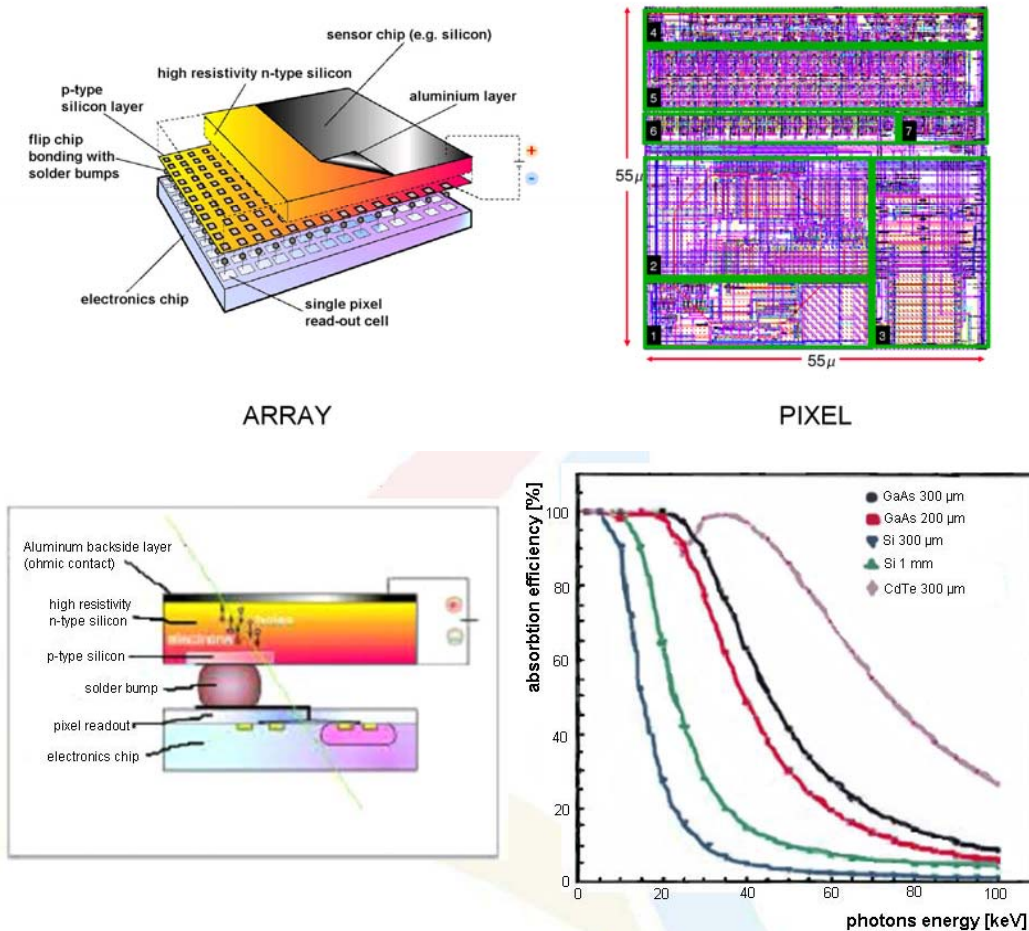 sensor chip (e.g. silicon)
high resistivity n-type silicon
p-type
silicon layer
aluminium layer
flip chip
bonding with
solder bumps
+
-
electronics chip
single pixel
read-out cell
4
5
6
7
55μ
2
1
3
55μ
ARRAY
PIXEL
Aluminum backside layer
(ohmic contact)
high resistivity
n-type silicon
p-type silicon
solder bump
pixel readout
electronics chip
absorbtion efficiency [%]
GaAs 300 μm
GaAs 200 μm
Si 300 μm
Si 1 mm
CdTe 300 μm
100
80
60
40
20
0
0
20
40
60
80
100
photons energy [keV]